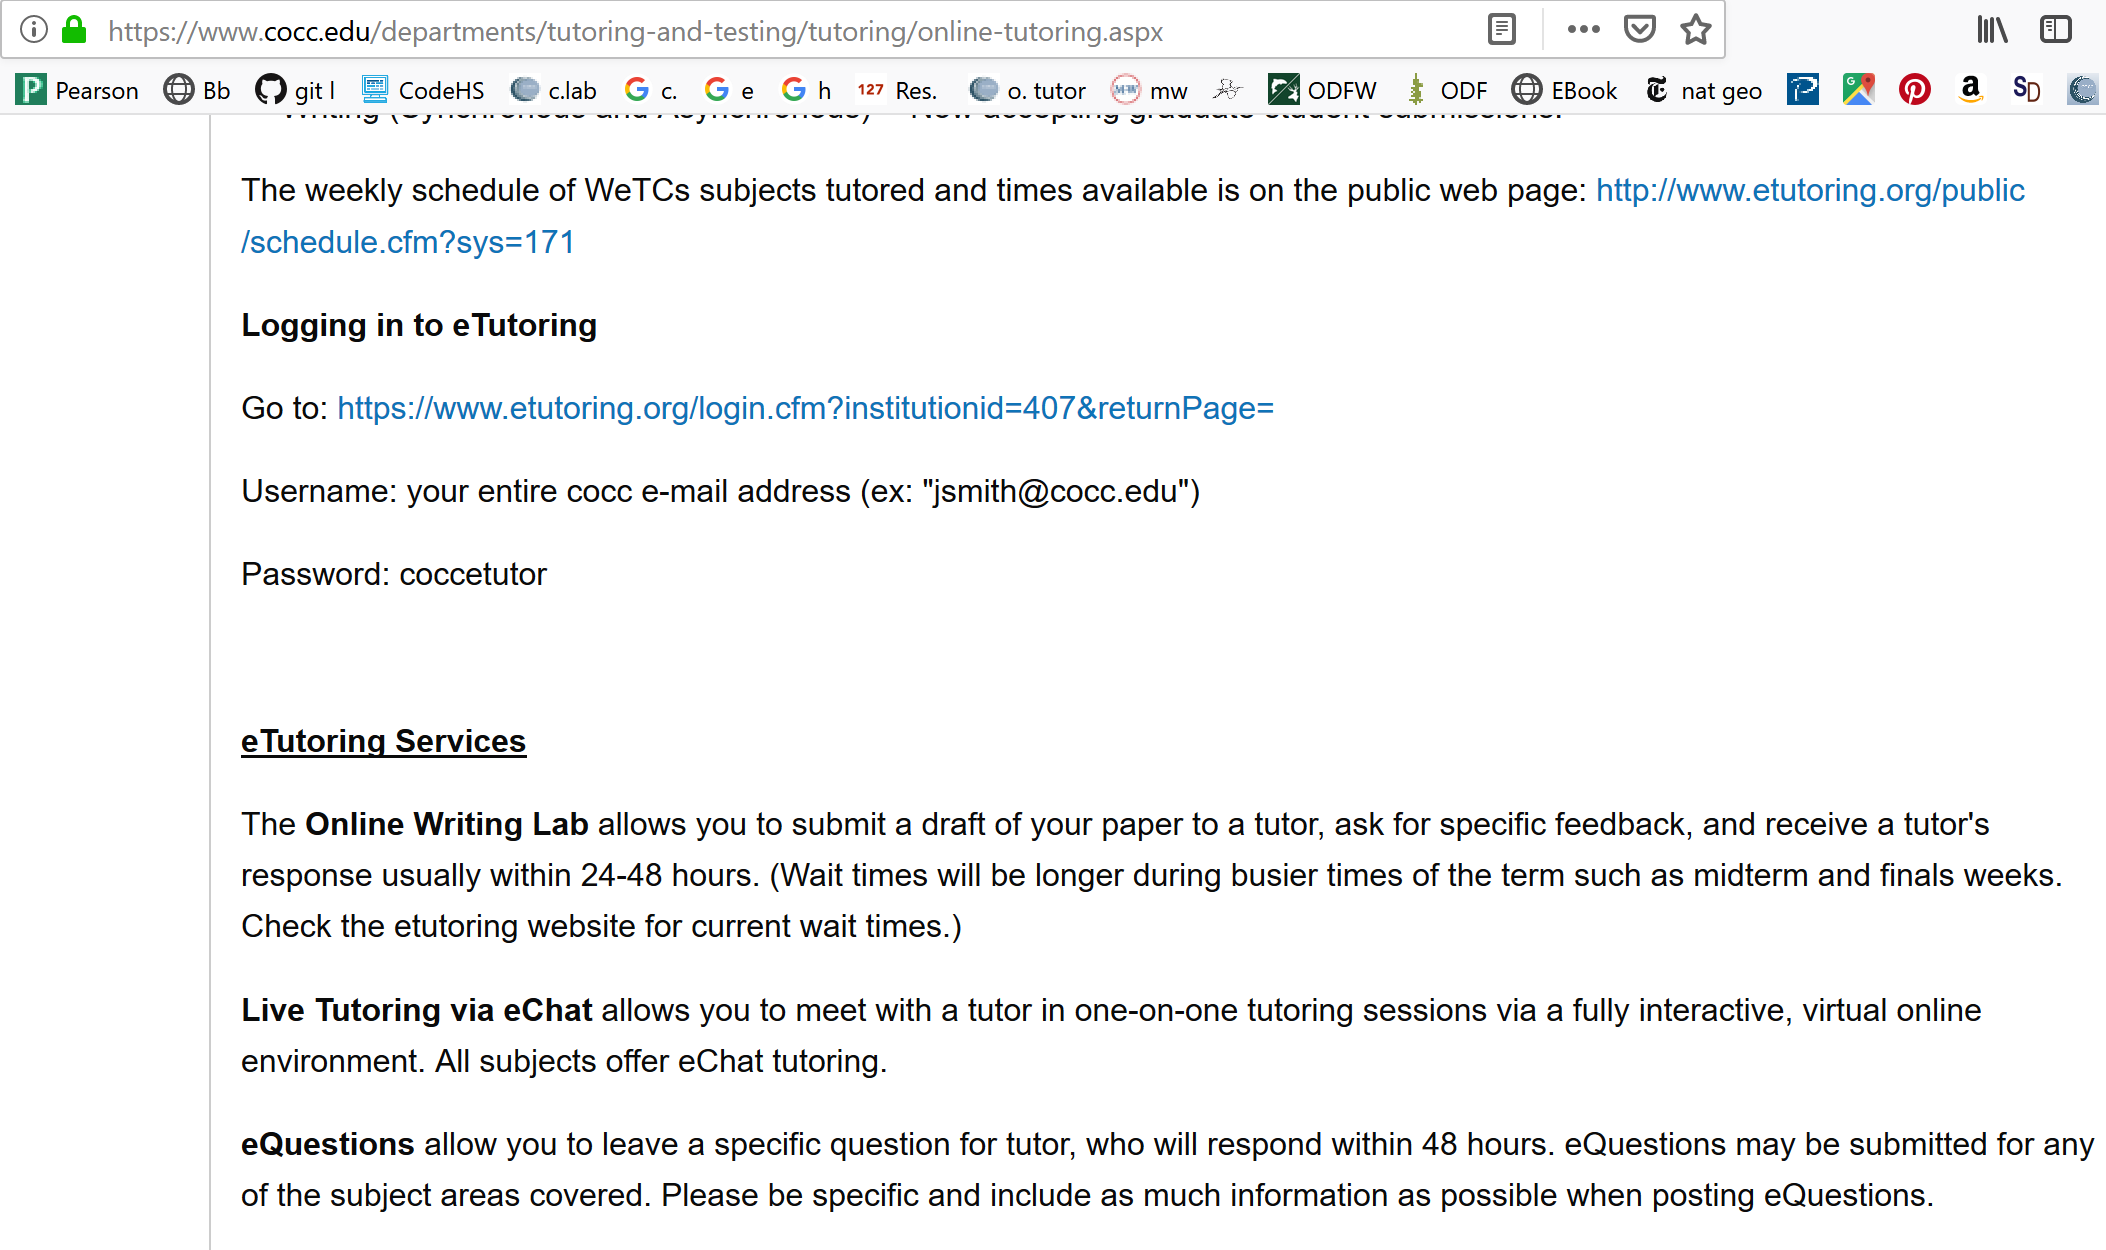 https://www.cocc.edu/departments/tutoring-and-testing/tutoring/online-tutoring.aspx
Pearson Bb git l CodeHS c.lab c. e h 127 Res. o. tutor mw ODFW ODF EBook nat geo
Writing (Synchronous and Asynchronous) Now accepting graduate student submissions.
The weekly schedule of WeTCs subjects tutored and times available is on the public web page: http://www.etutoring.org/public
/schedule.cfm?sys=171
Logging in to eTutoring
Go to: https://www.etutoring.org/login.cfm?institutionid=407&returnPage=
Username: your entire cocc e-mail address (ex: "jsmith@cocc.edu")
Password: coccetutor
eTutoring Services
The Online Writing Lab allows you to submit a draft of your paper to a tutor, ask for specific feedback, and receive a tutor's
response usually within 24-48 hours. (Wait times will be longer during busier times of the term such as midterm and finals weeks.
Check the etutoring website for current wait times.)
Live Tutoring via eChat allows you to meet with a tutor in one-on-one tutoring sessions via a fully interactive, virtual online
environment. All subjects offer eChat tutoring.
eQuestions allow you to leave a specific question for tutor, who will respond within 48 hours. eQuestions may be submitted for any
of the subject areas covered. Please be specific and include as much information as possible when posting eQuestions.